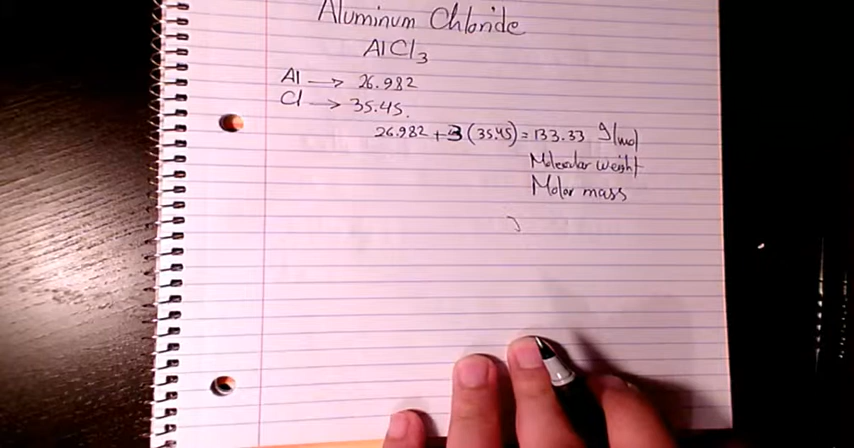 Aluminum Chloride
AlCl₃
Al → 26.982
Cl → 35.45.
26.982 + 3 (35.45) = 133.33 g/mol
Molecular weight
Molar mass